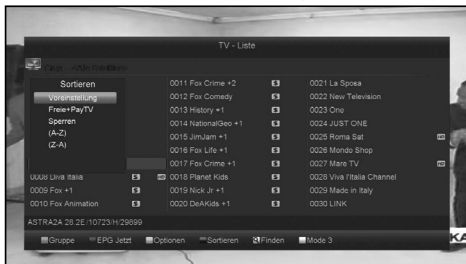 TV - Liste
Sortieren
Voreinstellung
Freie+PayTV
Sperren
(A-Z)
(Z-A)
0008 Diva Italia
0009 Fox +1
0010 Fox Animation
0011 Fox Crime +2
0012 Fox Comedy
0013 History +1
0014 NationalGeo +1
0015 JimJam +1
0016 Fox Life +1
0017 Fox Crime +1
0018 Planet Kids
0019 Nick Jr +1
0020 DeAKids +1
0021 La Sposa
0022 New Television
0023 One
0024 JUST ONE
0025 Roma Sat
0026 Mondo Shop
0027 Mare TV
0028 Viva l'Italia Channel
0029 Made in Italy
0030 LINK
ASTRA2A 28.2E /10723/H/29899
Gruppe
EPG Jetzt
Optionen
Sortieren
Finden
Mode 3
KA